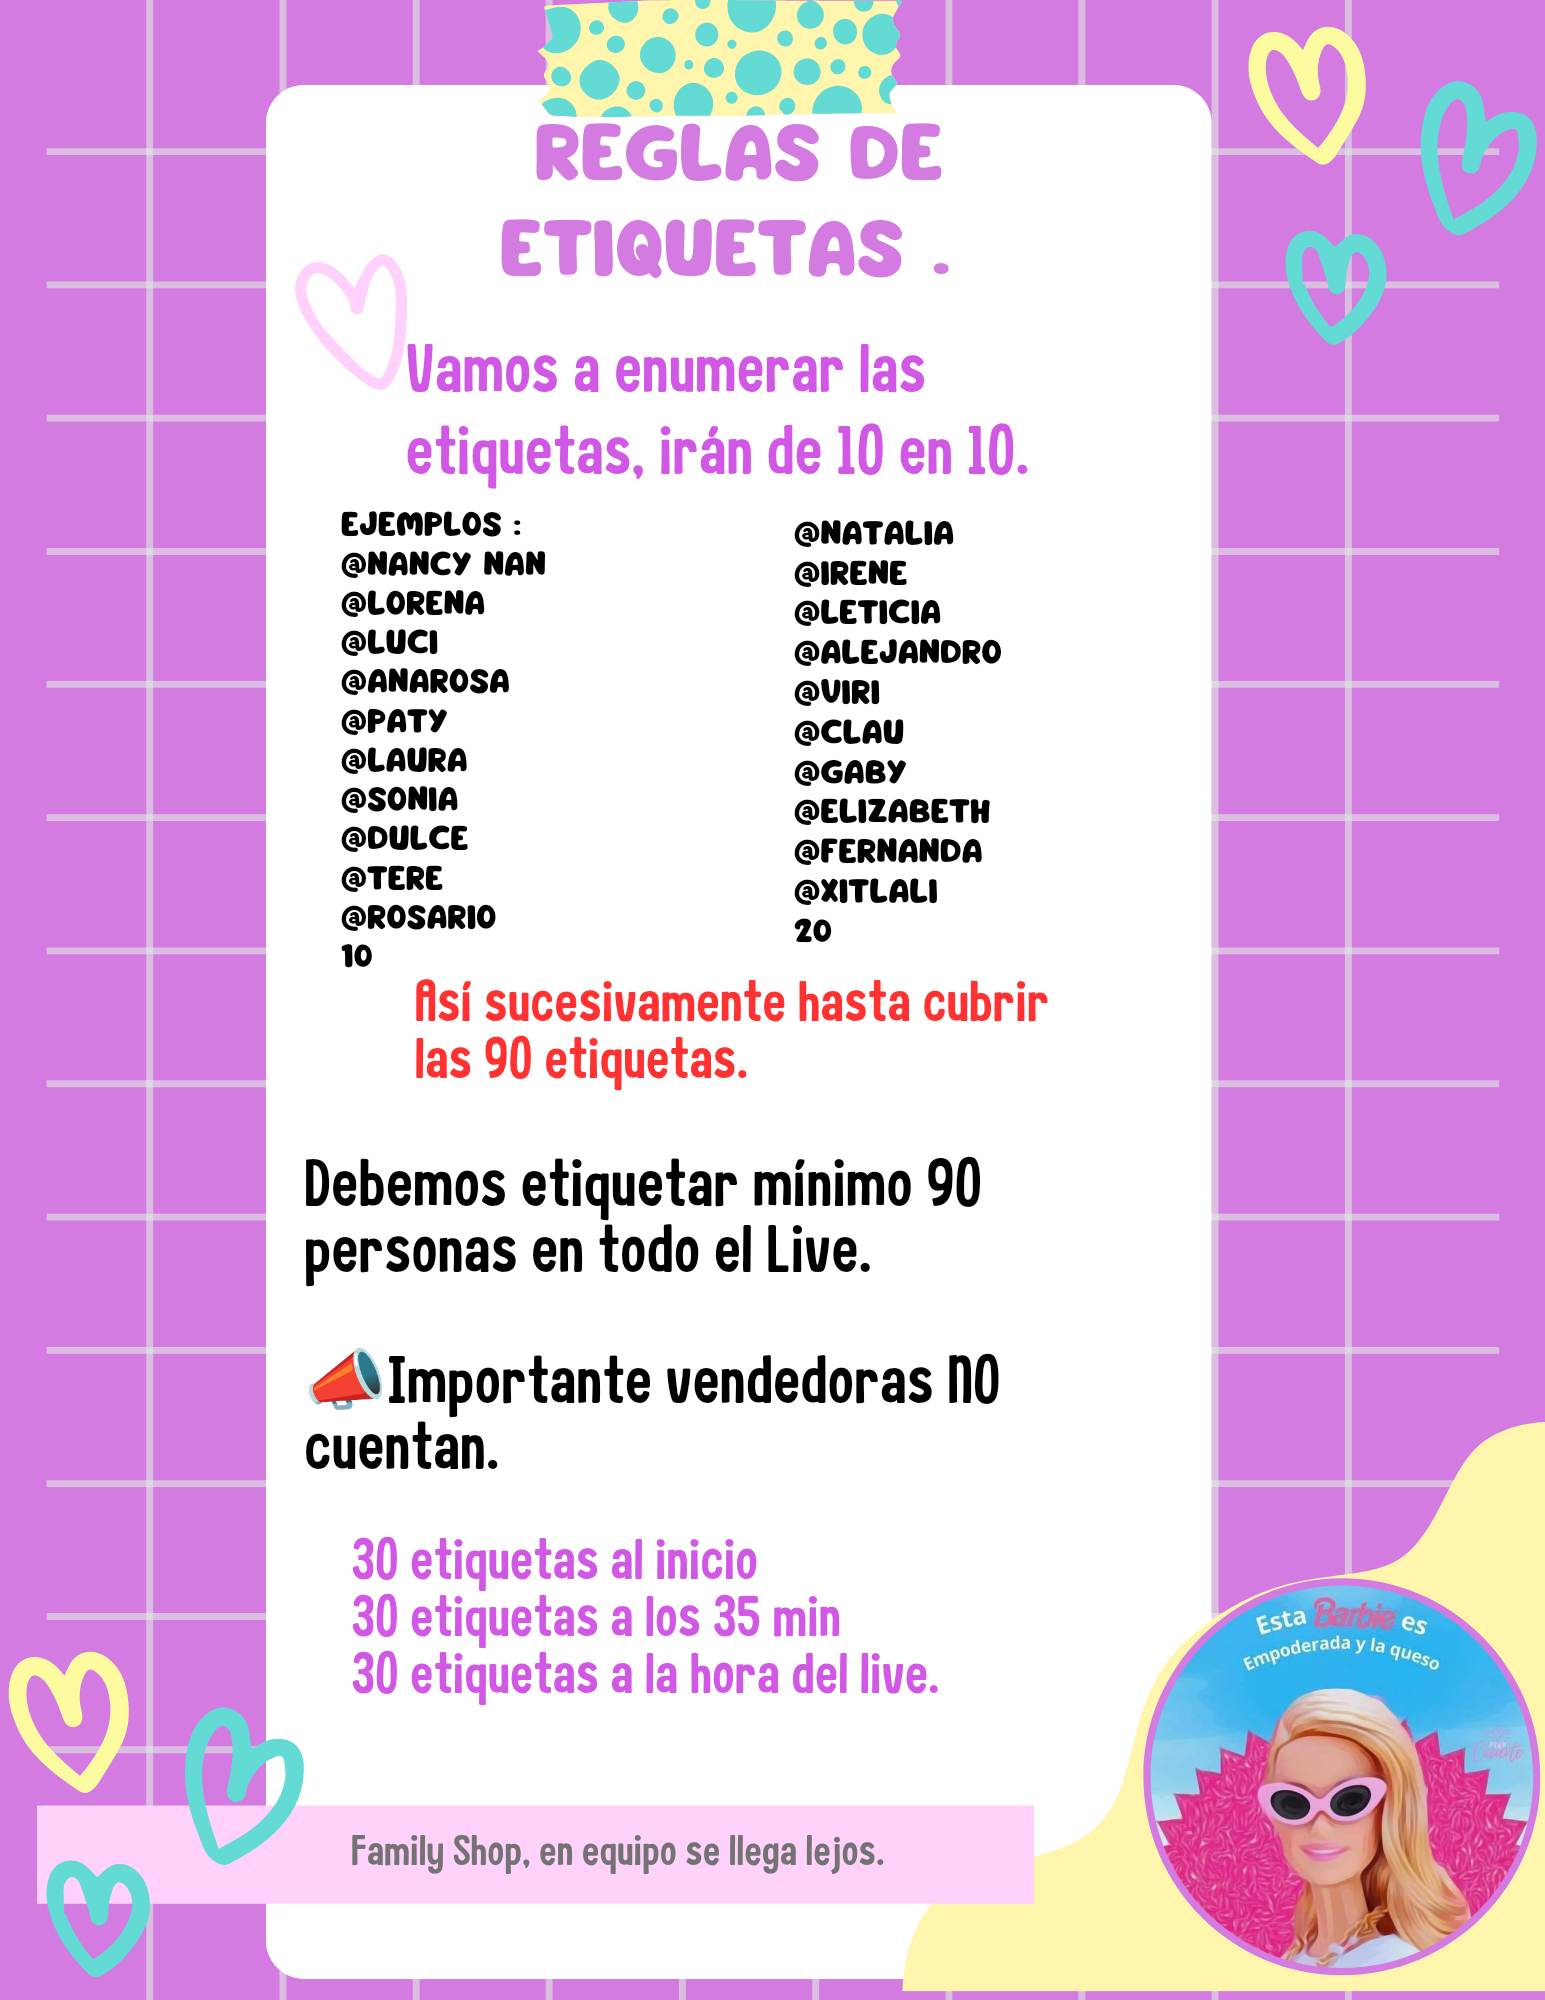 REGLAS DE
ETIQUETAS .
Vamos a enumerar las
etiquetas, irán de 10 en 10.
EJEMPLOS :
@NANCY NAN
@LORENA
@LUCI
@ANAROSA
@PATY
@LAURA
@SONIA
@DULCE
@TERE
@ROSARIO
10
@NATALIA
@IRENE
@LETICIA
@ALEJANDRO
@VIRI
@CLAU
@GABY
@ELIZABETH
@FERNANDA
@XITLALI
20
Así sucesivamente hasta cubrir
las 90 etiquetas.
Debemos etiquetar mínimo 90
personas en todo el Live.
Importante vendedoras NO
cuentan.
30 etiquetas al inicio
30 etiquetas a los 35 min
30 etiquetas a la hora del live.
Esta Barbie es
Empoderada y la queso
Family Shop, en equipo se llega lejos.